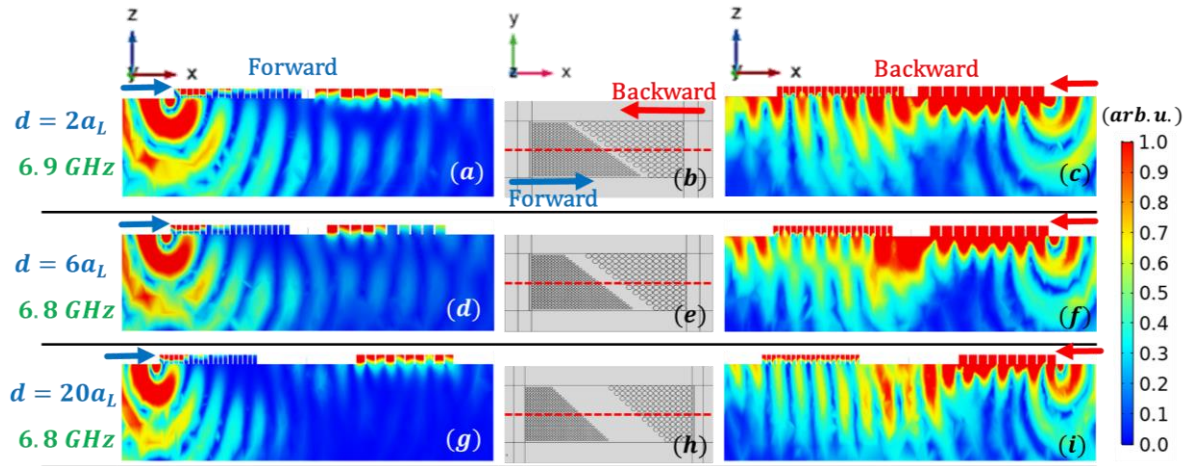 z
y
x
Forward
y
z
x
Backward
z
y
x
Backward
d = 2a_L
6.9 GHz
(a)
(b)
Forward
(c)
(arb. u.)
1.0
0.9
0.8
0.7
0.6
0.5
0.4
0.3
0.2
0.1
0.0
d = 6a_L
6.8 GHz
(d)
(e)
(f)
d = 20a_L
6.8 GHz
(g)
(h)
(i)